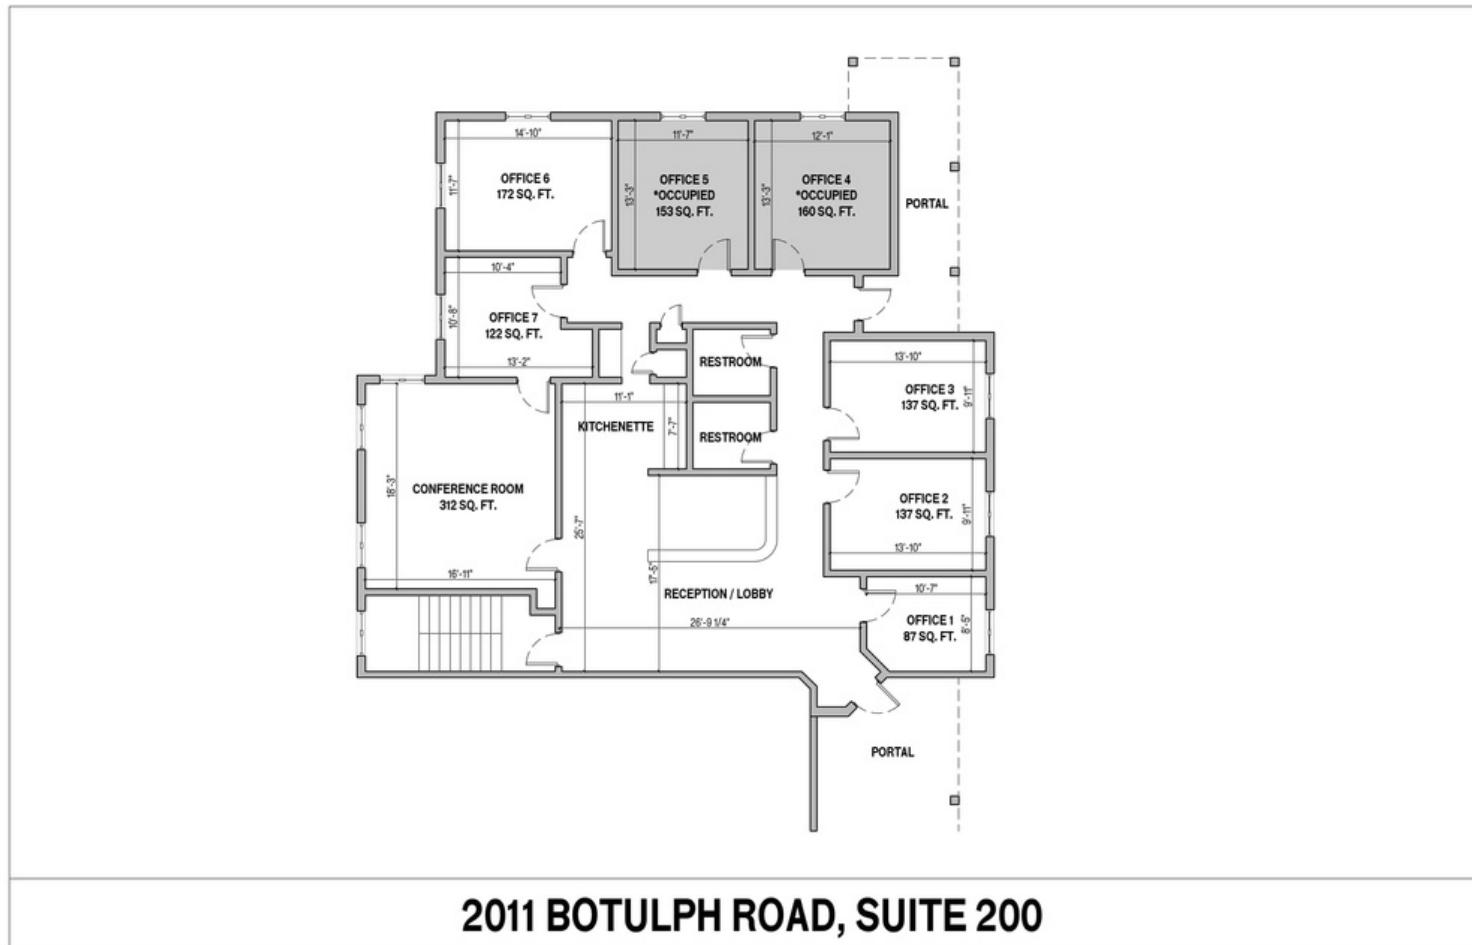 14'-10"
11'-7"
12'-1"
OFFICE 6
172 SQ. FT.
11'-7"
OFFICE 5
*OCCUPIED
153 SQ. FT.
13'-3"
OFFICE 4
*OCCUPIED
160 SQ. FT.
13'-3"
PORTAL
10'-4"
10'-8"
OFFICE 7
122 SQ. FT.
13'-2"
RESTROOM
13'-10"
OFFICE 3
137 SQ. FT.
9'-11"
11'-1"
KITCHENETTE
7'-7"
RESTROOM
18'-3"
CONFERENCE ROOM
312 SQ. FT.
16'-11"
OFFICE 2
137 SQ. FT.
9'-11"
13'-10"
25'-7"
17'-5"
RECEPTION / LOBBY
26'-9 1/4"
10'-7"
OFFICE 1
87 SQ. FT.
8'-5"
PORTAL
2011 BOTULPH ROAD, SUITE 200